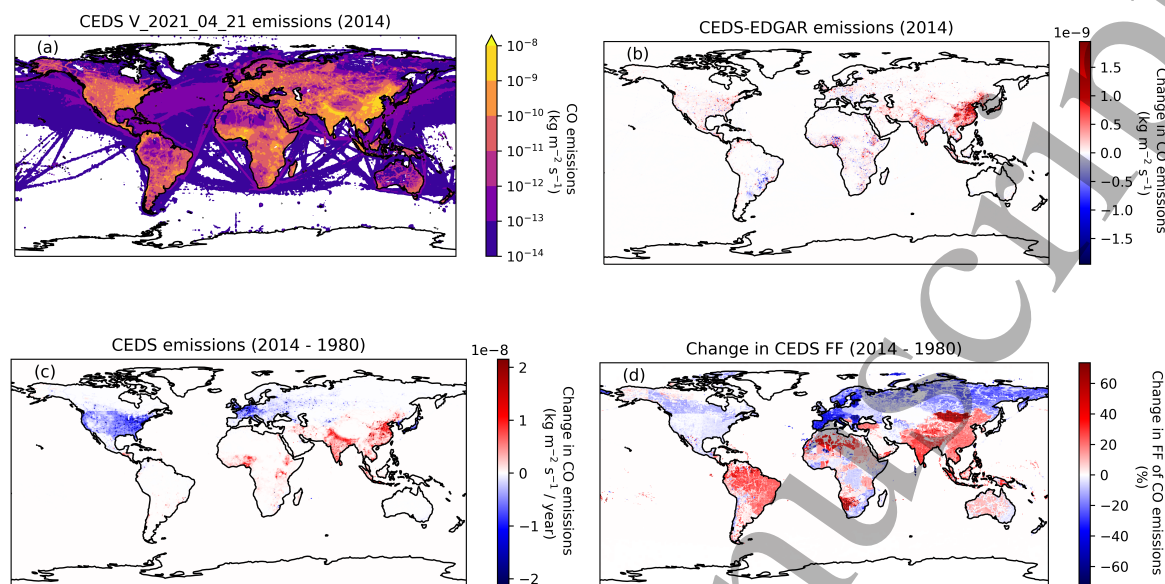 CEDS V_2021_04_21 emissions (2014)
(a)
10⁻⁸
10⁻⁹
10⁻¹⁰
10⁻¹¹
10⁻¹²
10⁻¹³
10⁻¹⁴
CO emissions
(kg m⁻² s⁻¹)
CEDS-EDGAR emissions (2014)
(b)
1e−9
1.5
1.0
0.5
0.0
−0.5
−1.0
−1.5
Change in CO emissions
(kg m⁻² s⁻¹)
CEDS emissions (2014 - 1980)
(c)
1e−8
2
1
0
−1
−2
Change in CO emissions
(kg m⁻² s⁻¹ / year)
Change in CEDS FF (2014 - 1980)
(d)
60
40
20
0
−20
−40
−60
Change in FF of CO emissions
(%)